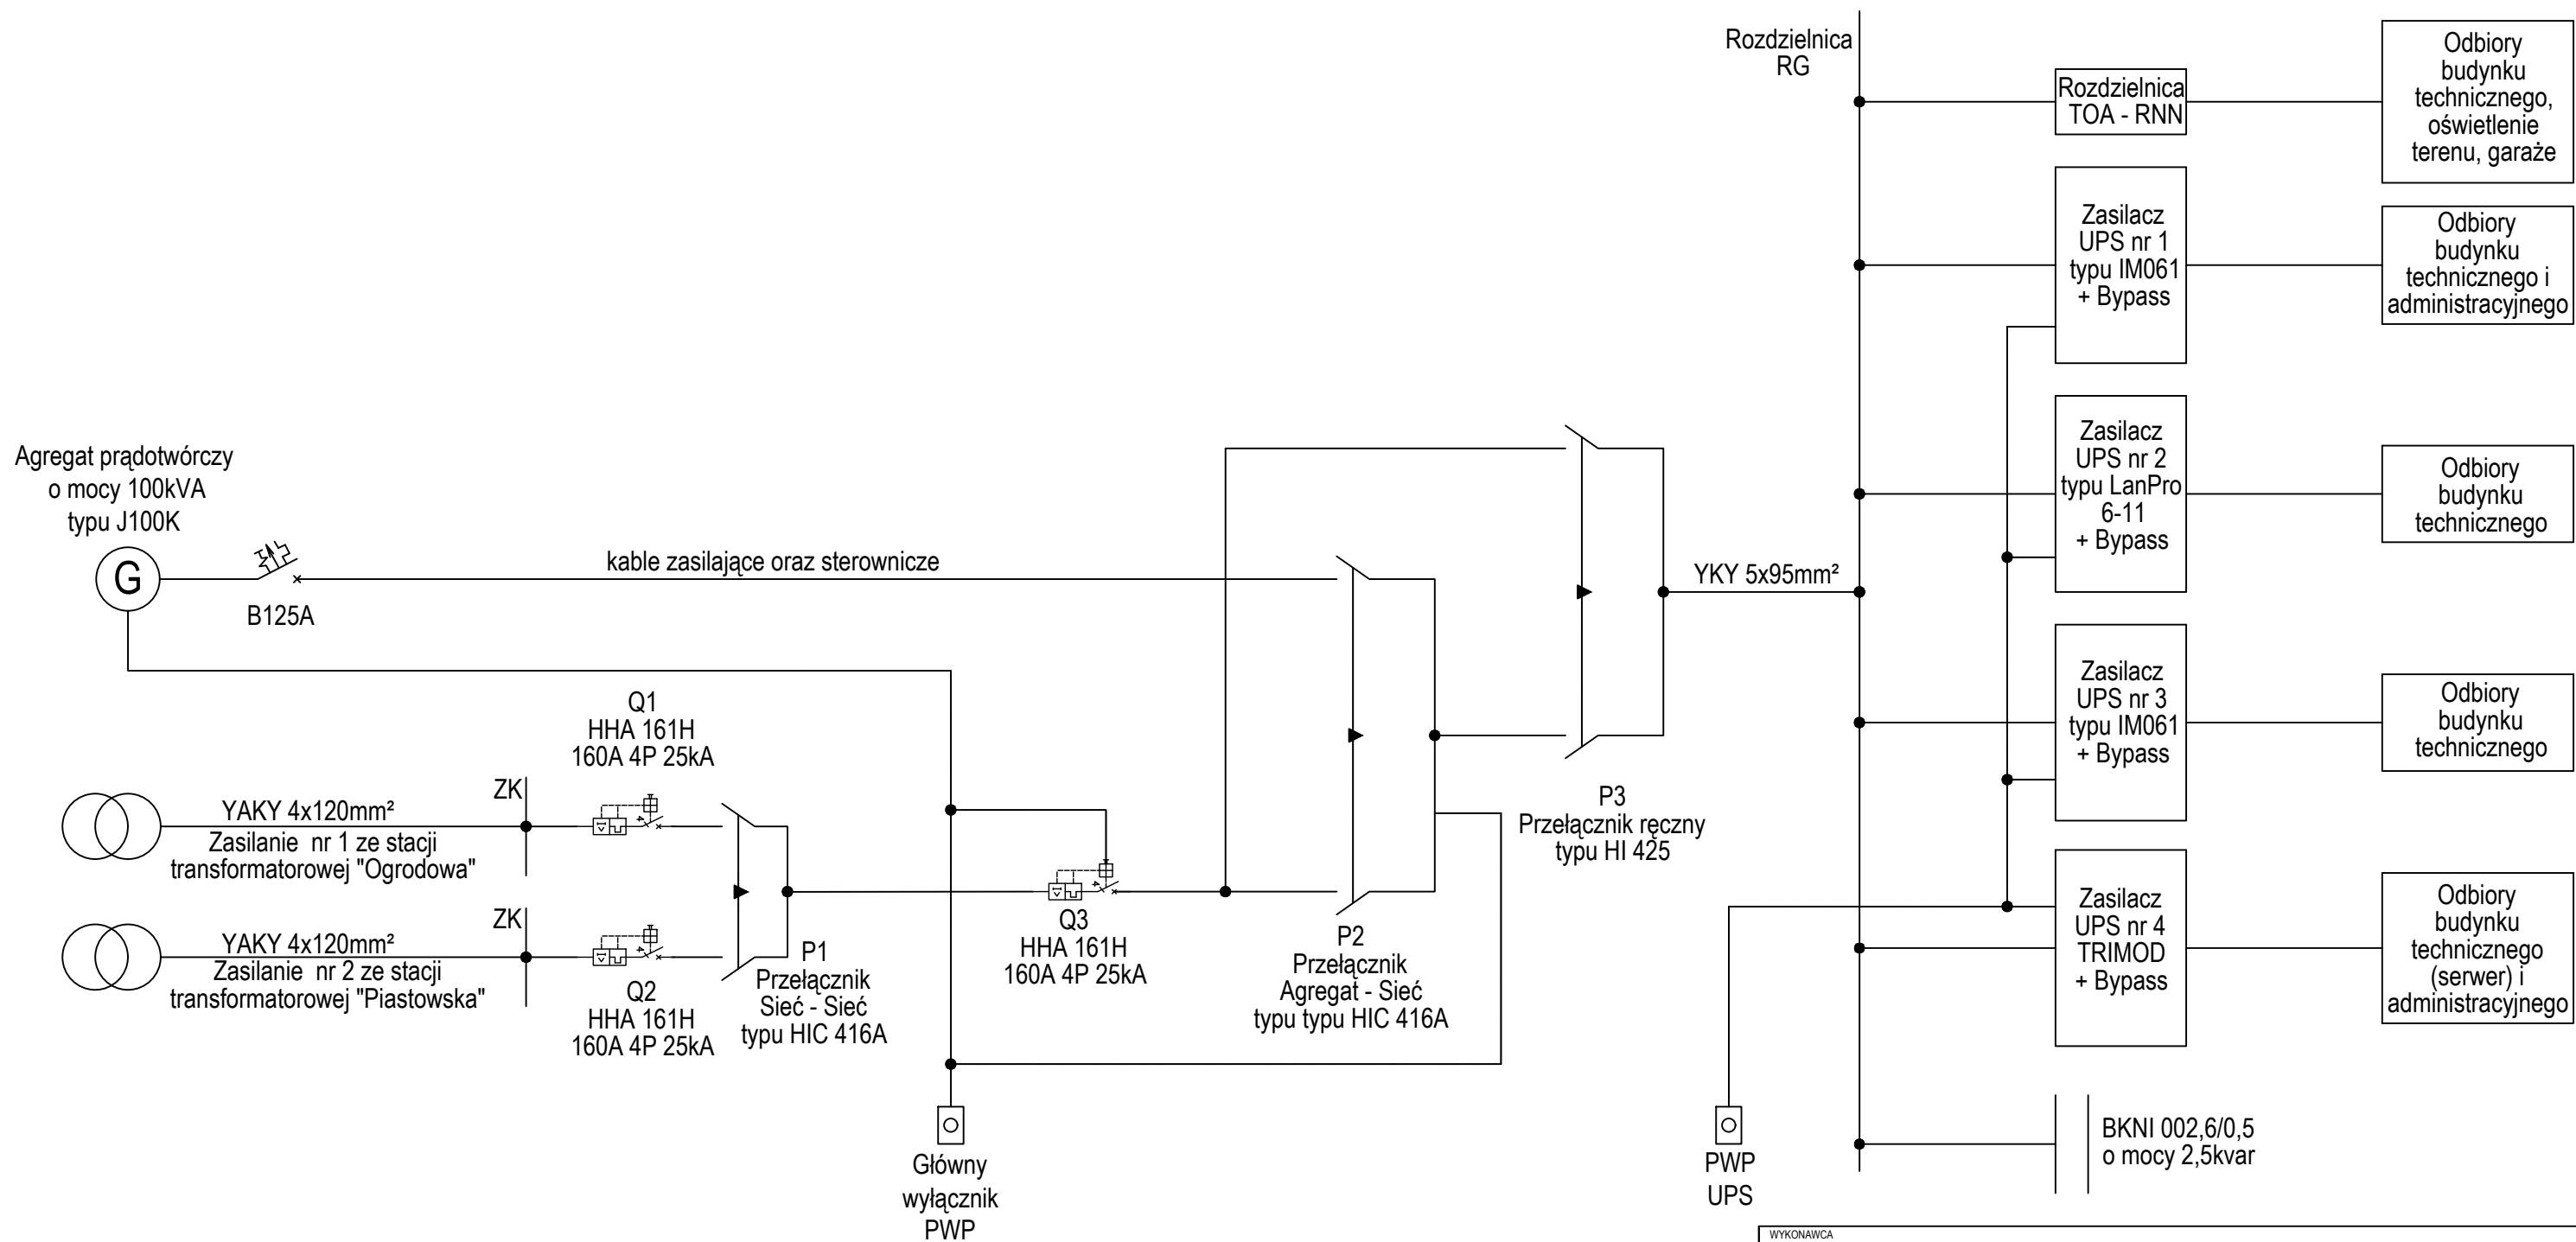 Rozdzielnica
RG
Rozdzielnica
TOA - RNN
Odbiory
budynku
technicznego,
oświetlenie
terenu, garaże
Zasilacz
UPS nr 1
typu IM061
+ Bypass
Odbiory
budynku
technicznego i
administracyjnego
Zasilacz
UPS nr 2
typu LanPro
6-11
+ Bypass
Odbiory
budynku
technicznego
Agregat prądotwórczy
o mocy 100kVA
typu J100K
G
B125A
kable zasilające oraz sterownicze
YKY 5x95mm²
Zasilacz
UPS nr 3
typu IM061
+ Bypass
Odbiory
budynku
technicznego
Q1
HHA 161H
160A 4P 25kA
ZK
YAKY 4x120mm²
Zasilanie nr 1 ze stacji
transformatorowej "Ogrodowa"
ZK
YAKY 4x120mm²
Zasilanie nr 2 ze stacji
transformatorowej "Piastowska"
Q2
HHA 161H
160A 4P 25kA
P1
Przełącznik
Sieć - Sieć
typu HIC 416A
Q3
HHA 161H
160A 4P 25kA
P2
Przełącznik
Agregat - Sieć
typu typu HIC 416A
P3
Przełącznik ręczny
typu HI 425
Zasilacz
UPS nr 4
TRIMOD
+ Bypass
Odbiory
budynku
technicznego
(serwer) i
administracyjnego
Główny
wyłącznik
PWP
PWP
UPS
BKNI 002,6/0,5
o mocy 2,5kvar
WYKONAWCA